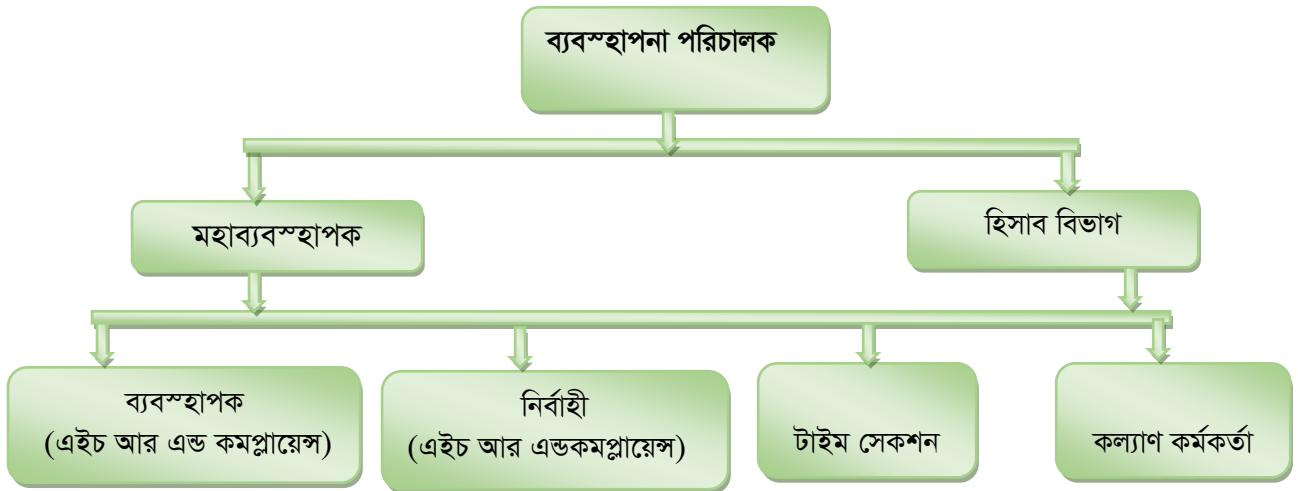 ব্যবস্হাপনা পরিচালক
মহাব্যবস্হাপক
হিসাব বিভাগ
ব্যবস্হাপক
(এইচ আর এন্ড কমপ্লায়েন্স)
নির্বাহী
(এইচ আর এন্ডকমপ্লায়েন্স)
টাইম সেকশন
কল্যাণ কর্মকর্তা